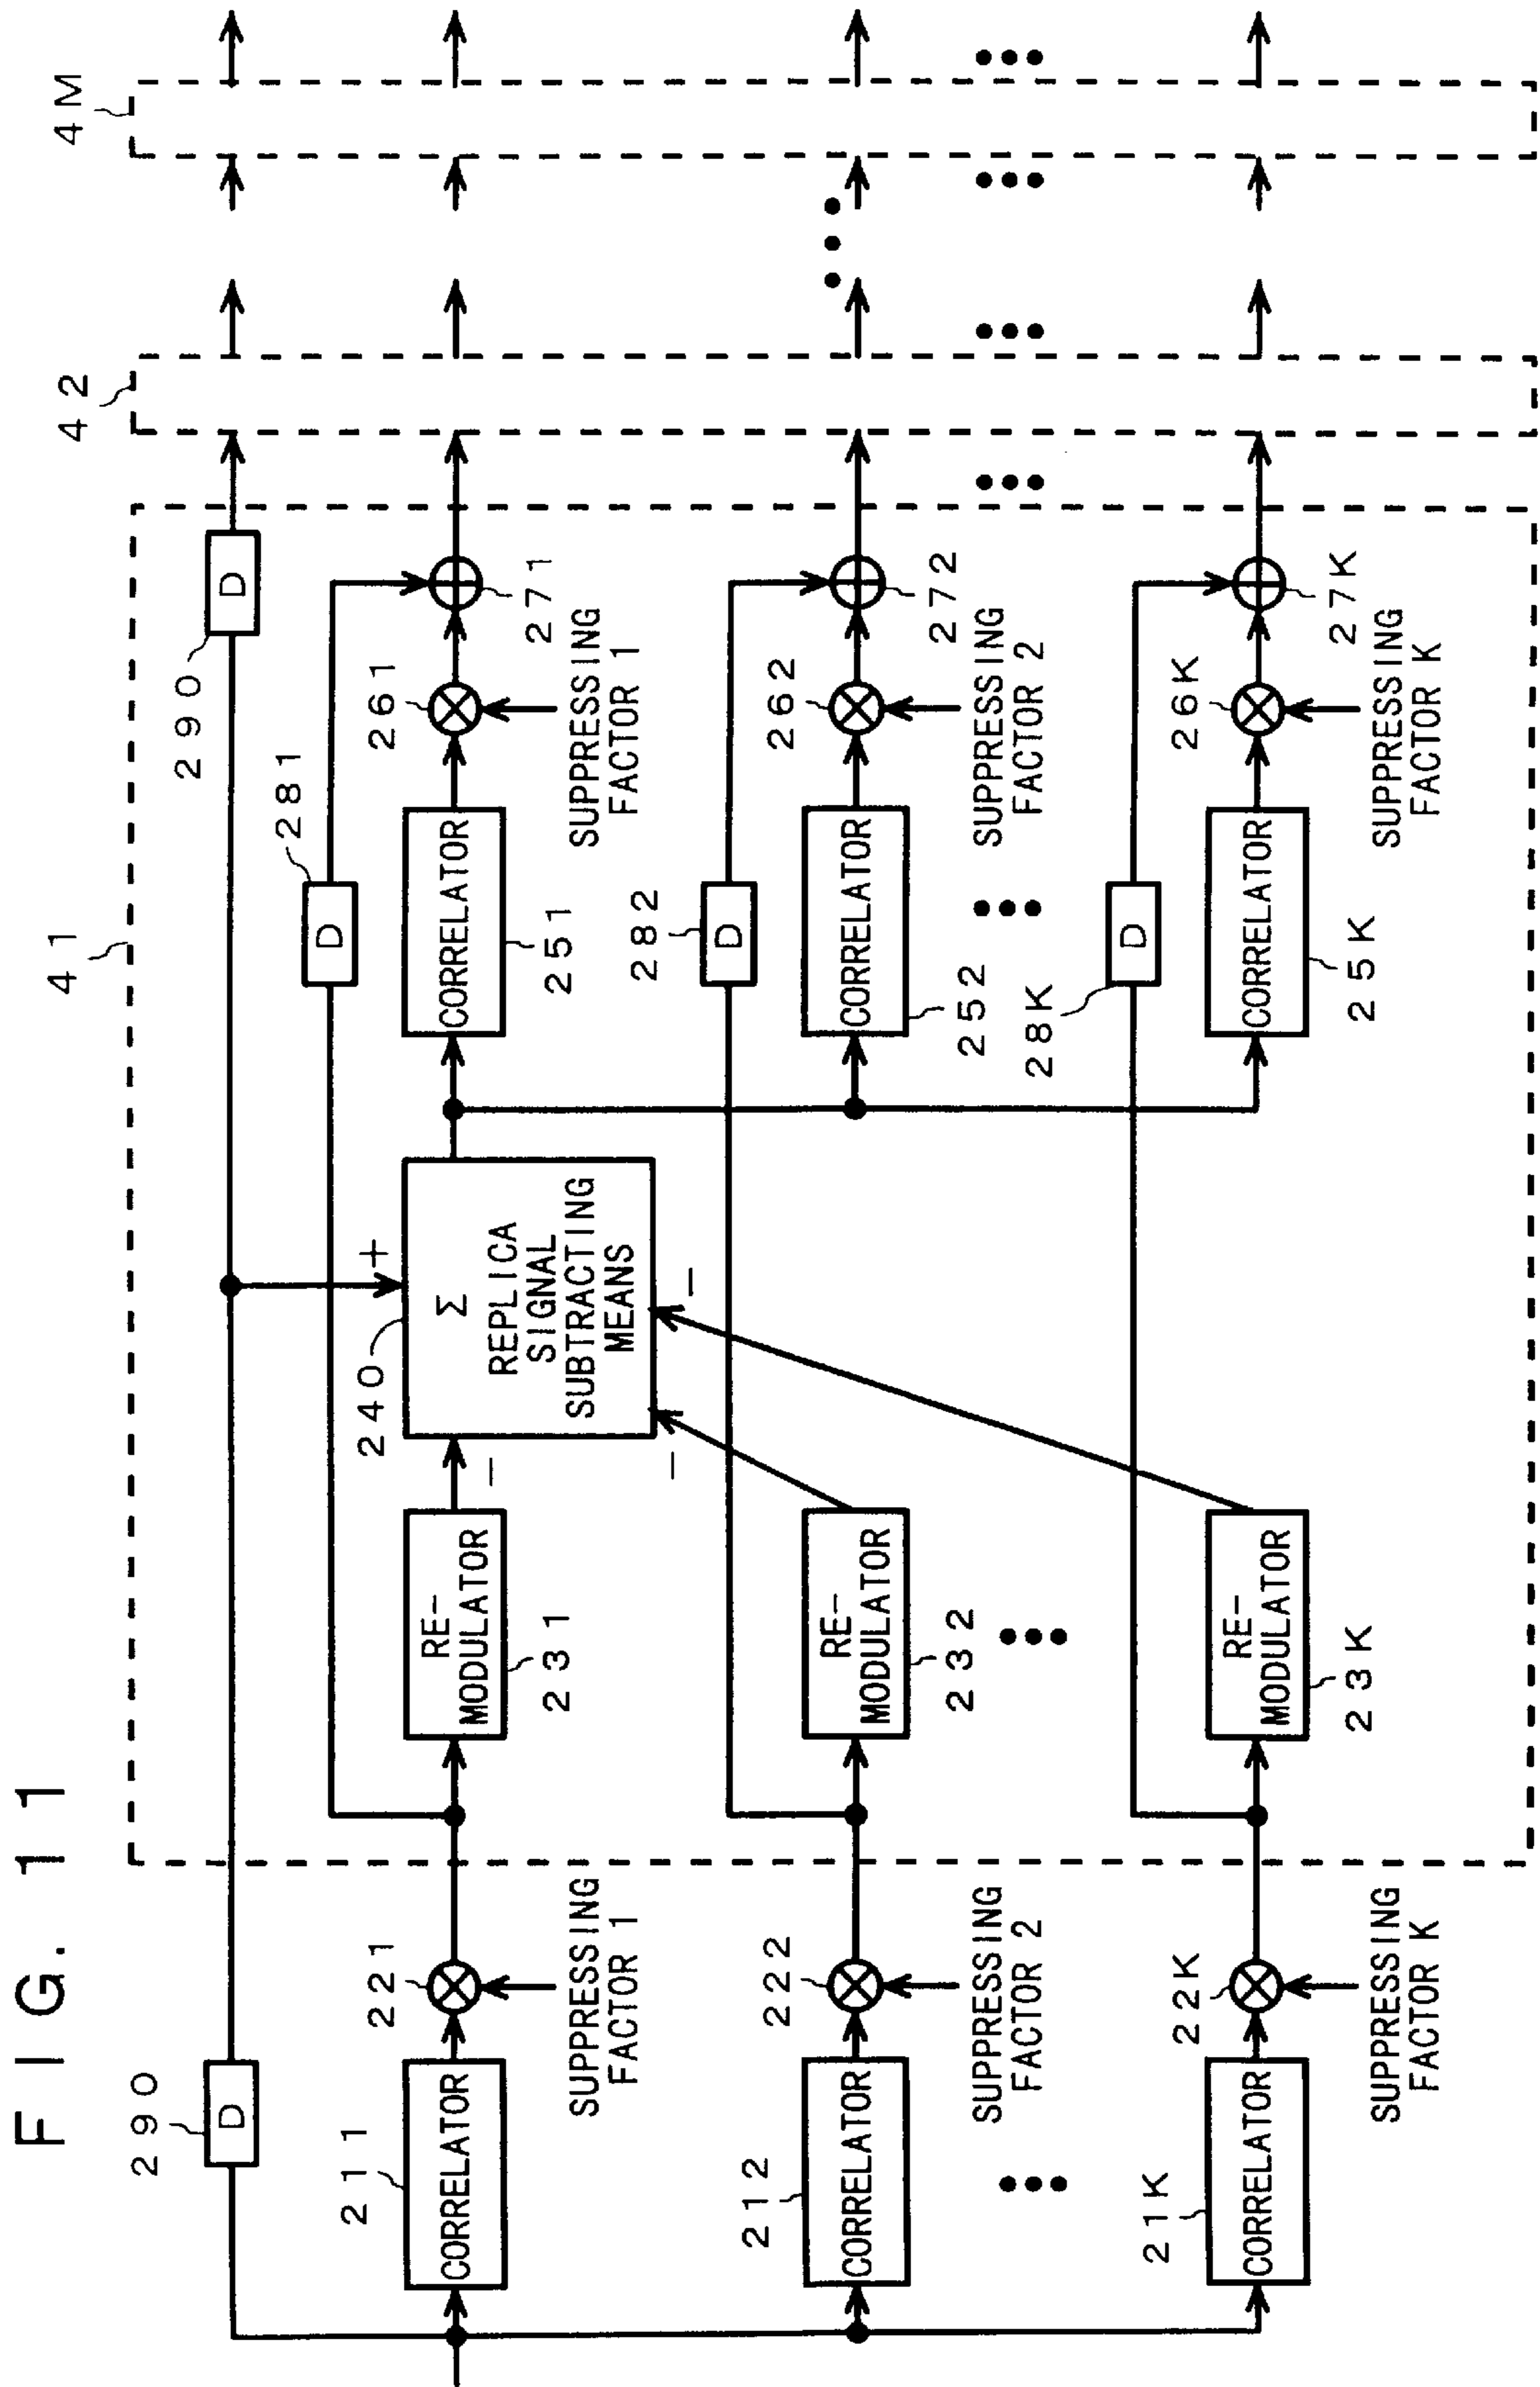 FIG. 11
290
D
41
290
D
42
4M
281
D
211
CORRELATOR
221
SUPPRESSING
FACTOR 1
RE-
MODULATOR
231
−
240
+
Σ
REPLICA
SIGNAL
SUBTRACTING
MEANS
−
−
CORRELATOR
251
261
SUPPRESSING
FACTOR 1
271
282
D
212
CORRELATOR
222
SUPPRESSING
FACTOR 2
RE-
MODULATOR
232
CORRELATOR
252
262
SUPPRESSING
FACTOR 2
272
28K
D
21K
CORRELATOR
22K
SUPPRESSING
FACTOR K
RE-
MODULATOR
23K
CORRELATOR
25K
26K
SUPPRESSING
FACTOR K
27K